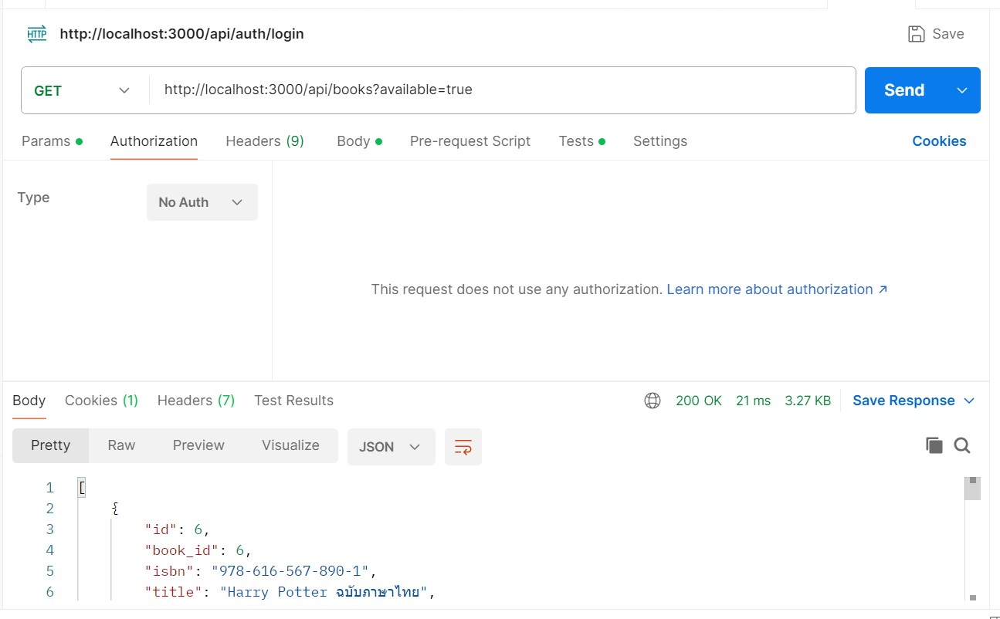 HTTP http://localhost:3000/api/auth/login Save
GET http://localhost:3000/api/books?available=true Send
Params Authorization Headers (9) Body Pre-request Script Tests Settings Cookies
Type No Auth
This request does not use any authorization. Learn more about authorization ↗
Body Cookies (1) Headers (7) Test Results 200 OK 21 ms 3.27 KB Save Response
Pretty Raw Preview Visualize JSON
1 [
2 {
3 "id": 6,
4 "book_id": 6,
5 "isbn": "978-616-567-890-1",
6 "title": "Harry Potter ฉบับภาษาไทย",